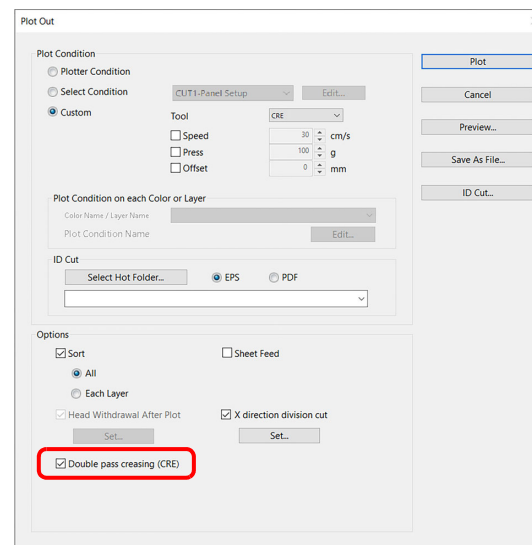 Plot Out
Plot Condition
Plotter Condition
Select Condition CUT1-Panel Setup Edit...
Custom Tool CRE
Speed 30 cm/s
Press 100 g
Offset 0 mm
Plot Condition on each Color or Layer
Color Name / Layer Name
Plot Condition Name Edit...
ID Cut
Select Hot Folder... EPS PDF
Options
Sort Sheet Feed
All
Each Layer
Head Withdrawal After Plot X direction division cut
Set... Set...
Double pass creasing (CRE)
Plot
Cancel
Preview...
Save As File...
ID Cut...